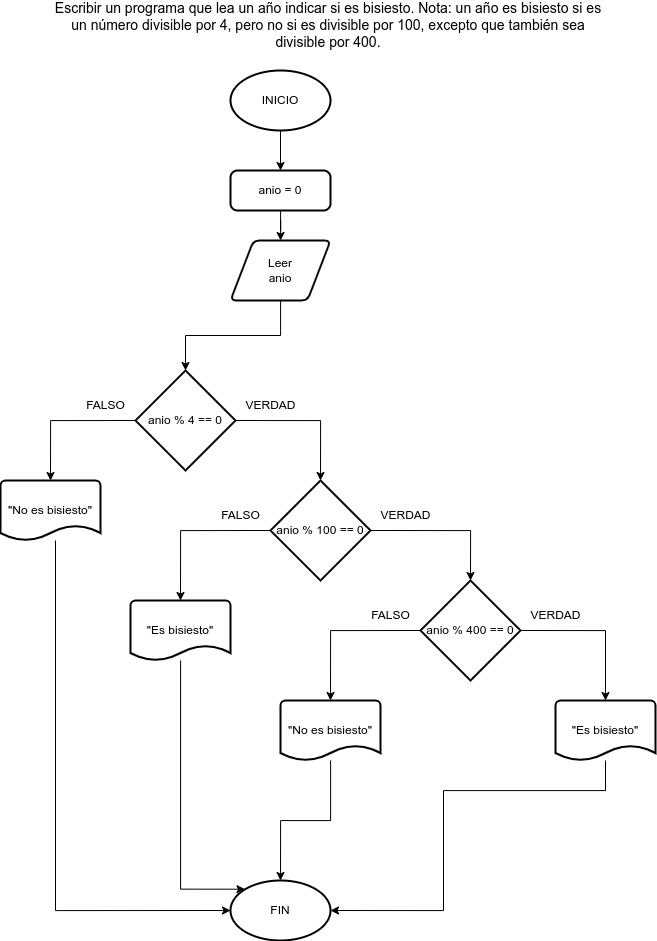 Escribir un programa que lea un año indicar si es bisiesto. Nota: un año es bisiesto si es
un número divisible por 4, pero no si es divisible por 100, excepto que también sea
divisible por 400.
INICIO
anio = 0
Leer
anio
FALSO
VERDAD
anio % 4 == 0
"No es bisiesto"
FALSO
VERDAD
anio % 100 == 0
"Es bisiesto"
FALSO
VERDAD
anio % 400 == 0
"No es bisiesto"
"Es bisiesto"
FIN